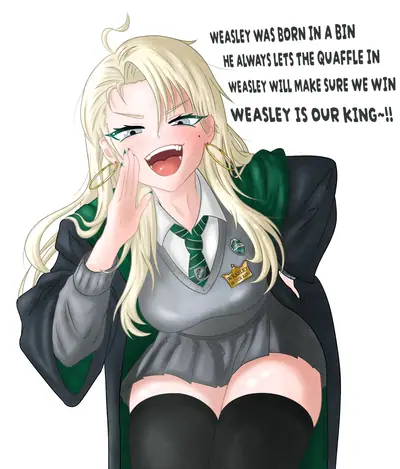 WEASLEY WAS BORN IN A BIN
HE ALWAYS LETS THE QUAFFLE IN
WEASLEY WILL MAKE SURE WE WIN
WEASLEY IS OUR KING~!!